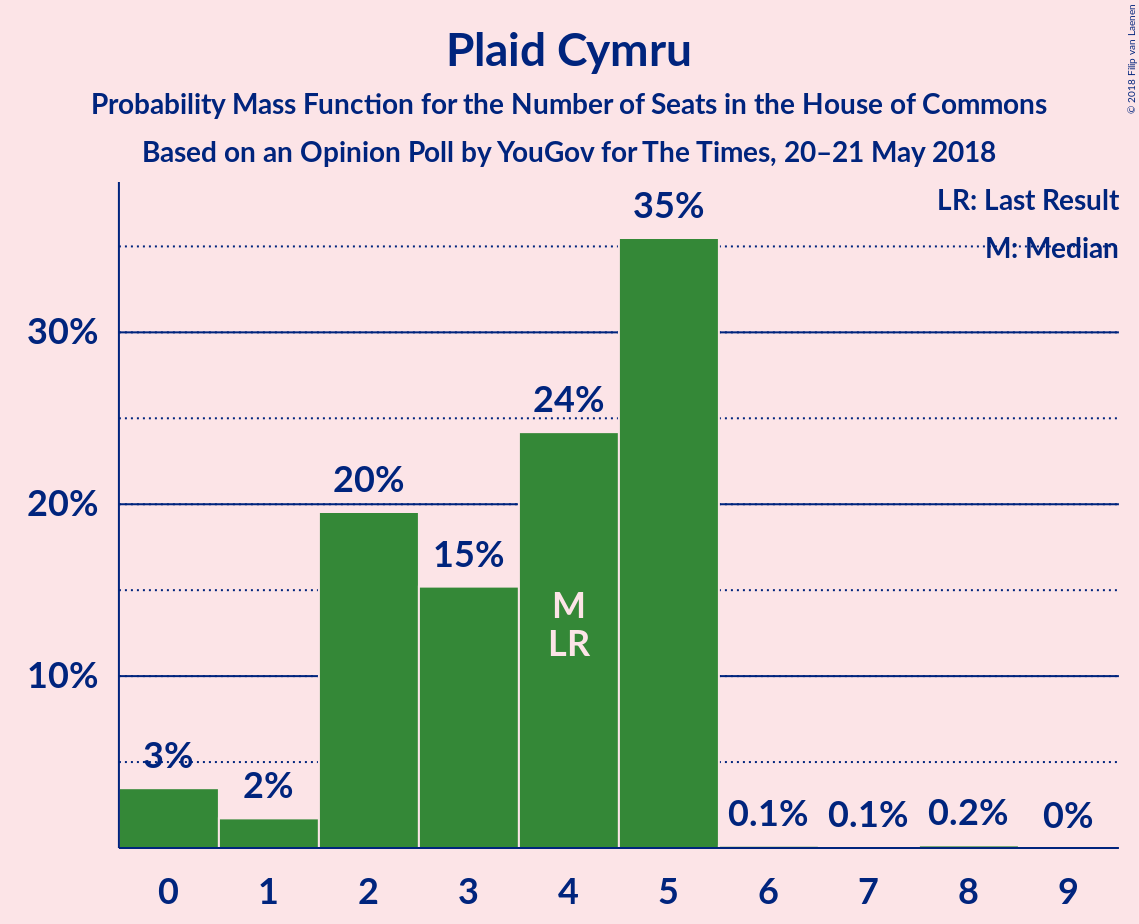 Plaid Cymru
Probability Mass Function for the Number of Seats in the House of Commons
Based on an Opinion Poll by YouGov for The Times, 20–21 May 2018
© 2018 Filip van Laenen
LR: Last Result
M: Median
35%
30%
24%
20%
20%
15%
M
LR
10%
3%
2%
0.1%
0.1%
0.2%
0%
0 1 2 3 4 5 6 7 8 9